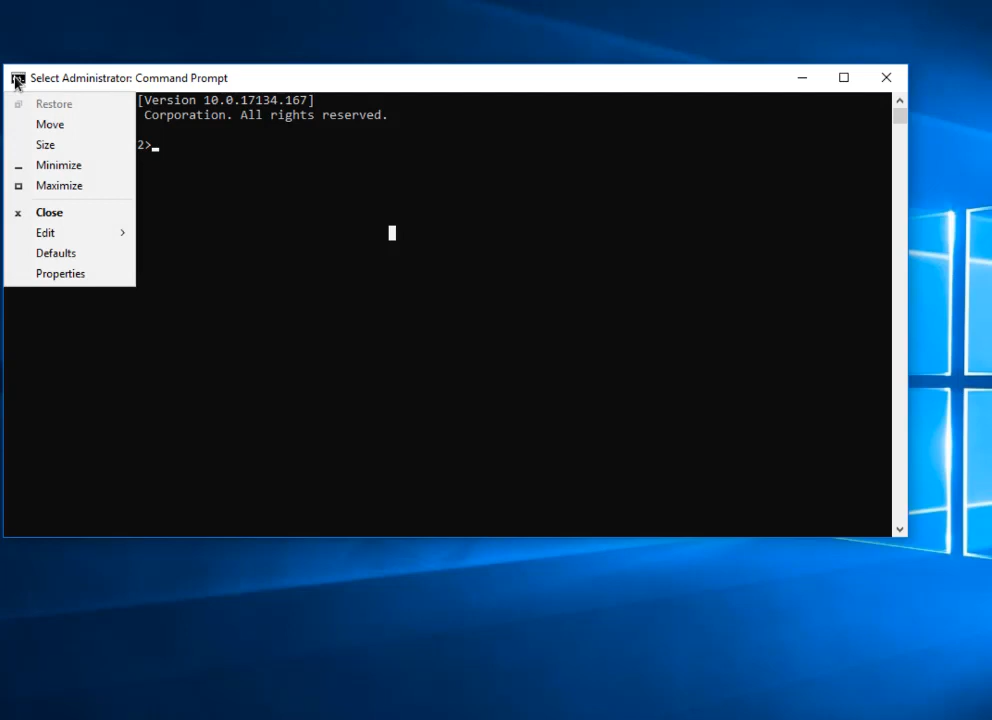 Select Administrator: Command Prompt
[Version 10.0.17134.167]
Corporation. All rights reserved.
2>
Restore
Move
Size
Minimize
Maximize
Close
Edit
Defaults
Properties